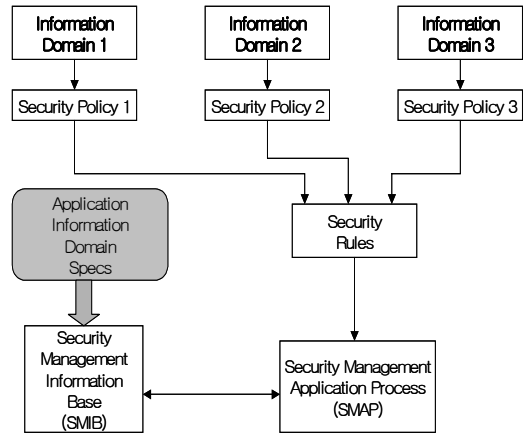 Information
Domain 1
Information
Domain 2
Information
Domain 3
Security Policy 1
Security Policy 2
Security Policy 3
Application
Information
Domain
Specs
Security
Rules
Security
Management
Information
Base
(SMIB)
Security Management
Application Process
(SMAP)